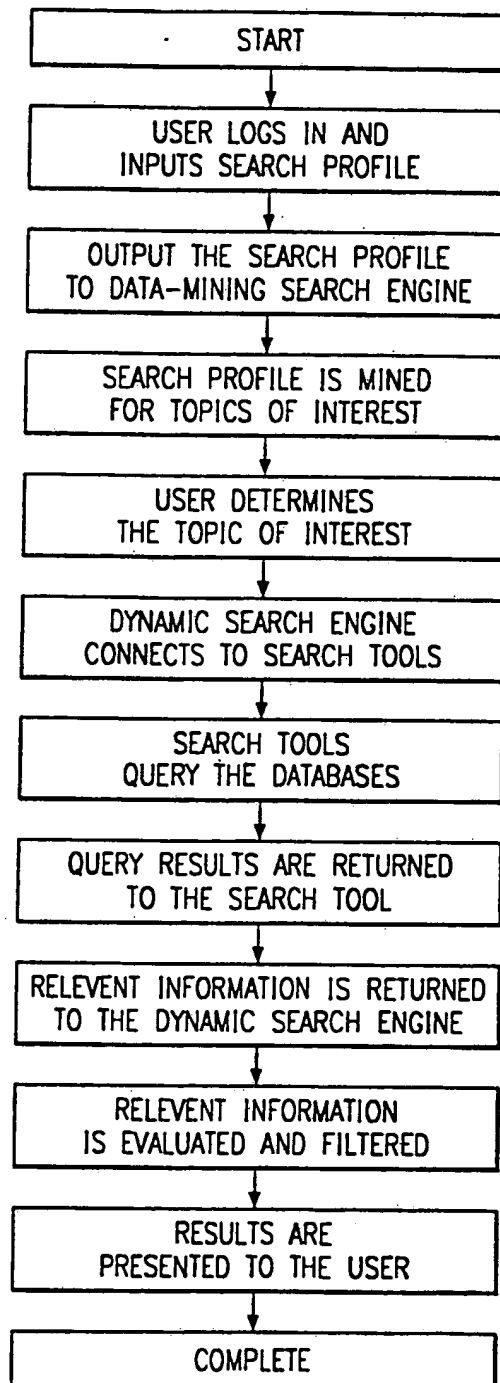 START
USER LOGS IN AND
INPUTS SEARCH PROFILE
OUTPUT THE SEARCH PROFILE
TO DATA-MINING SEARCH ENGINE
SEARCH PROFILE IS MINED
FOR TOPICS OF INTEREST
USER DETERMINES
THE TOPIC OF INTEREST
DYNAMIC SEARCH ENGINE
CONNECTS TO SEARCH TOOLS
SEARCH TOOLS
QUERY THE DATABASES
QUERY RESULTS ARE RETURNED
TO THE SEARCH TOOL
RELEVENT INFORMATION IS RETURNED
TO THE DYNAMIC SEARCH ENGINE
RELEVENT INFORMATION
IS EVALUATED AND FILTERED
RESULTS ARE
PRESENTED TO THE USER
COMPLETE